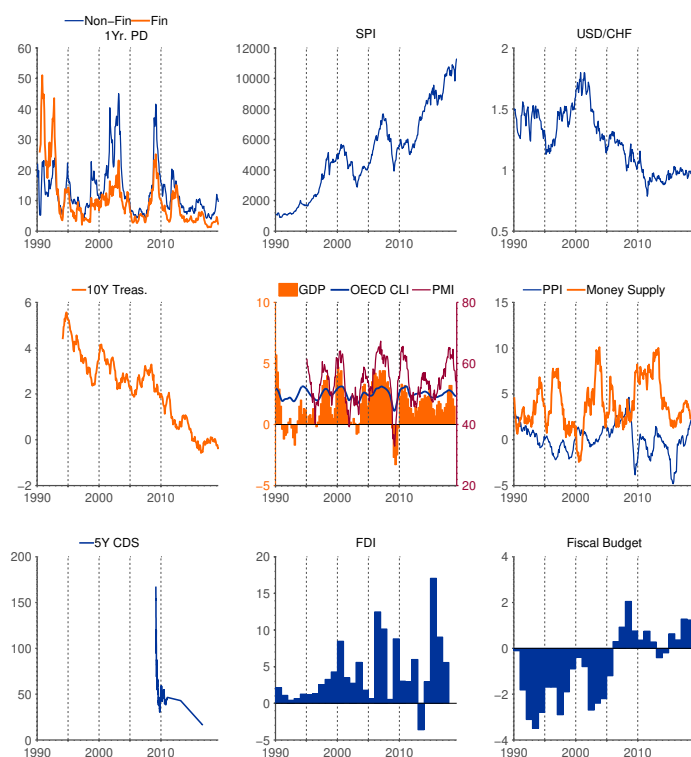 Non-Fin Fin
1Yr. PD
60
50
40
30
20
10
0
1990 2000 2010
SPI
12000
10000
8000
6000
4000
2000
0
1990 2000 2010
USD/CHF
2
1.5
1
0.5
1990 2000 2010
10Y Treas.
6
4
2
0
−2
1990 2000 2010
GDP OECD CLI PMI
10
5
0
−5
80
60
40
20
1990 2000 2010
PPI Money Supply
15
10
5
0
−5
1990 2000 2010
5Y CDS
200
150
100
50
0
1990 2000 2010
FDI
20
15
10
5
0
−5
1990 2000 2010
Fiscal Budget
4
2
0
−2
−4
1990 2000 2010